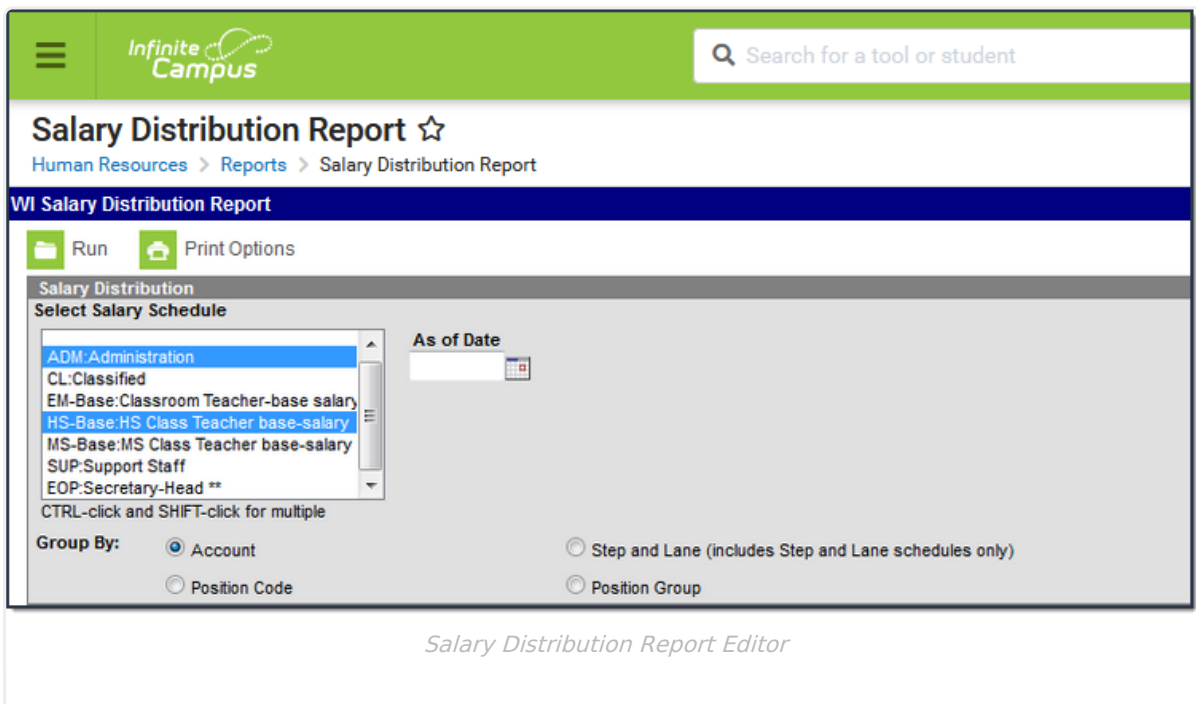 Infinite
Campus
Search for a tool or student
Salary Distribution Report
Human Resources > Reports > Salary Distribution Report
WI Salary Distribution Report
Run Print Options
Salary Distribution
Select Salary Schedule
As of Date
ADM:Administration
CL:Classified
EM-Base:Classroom Teacher-base salary
HS-Base:HS Class Teacher base-salary
MS-Base:MS Class Teacher base-salary
SUP:Support Staff
EOP:Secretary-Head **
CTRL-click and SHIFT-click for multiple
Group By: Account Step and Lane (includes Step and Lane schedules only)
Position Code Position Group
Salary Distribution Report Editor